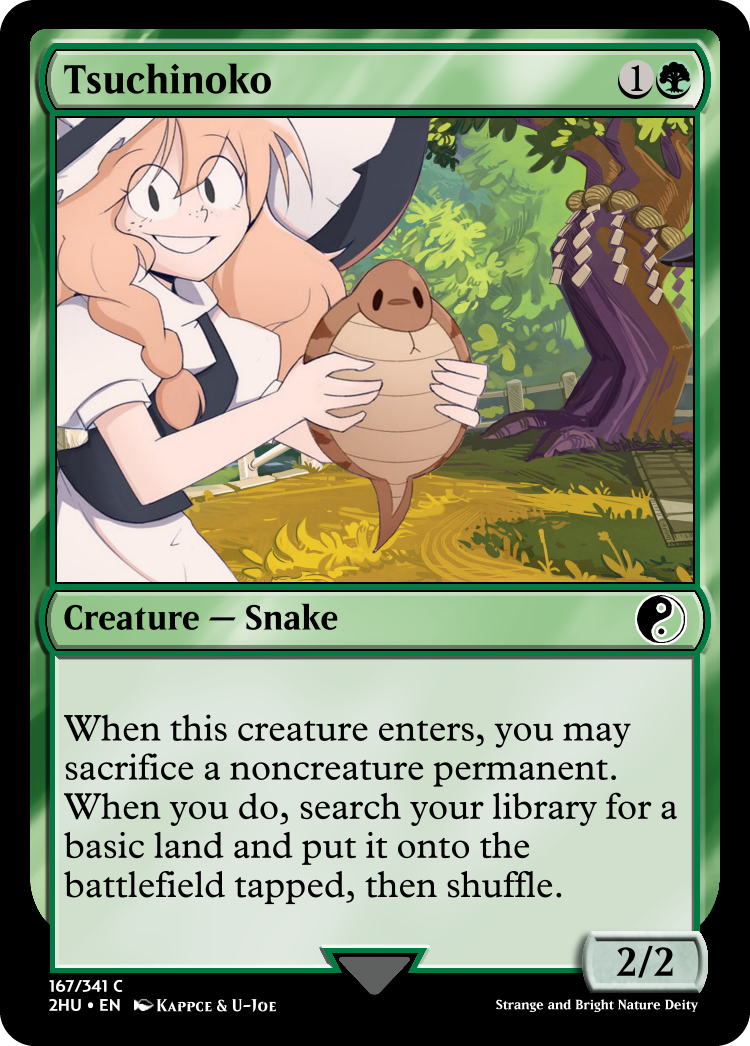 Tsuchinoko
1
Creature — Snake
When this creature enters, you may
sacrifice a noncreature permanent.
When you do, search your library for a
basic land and put it onto the
battlefield tapped, then shuffle.
2/2
167/341 C
2HU • EN Kappce & U-Joe
Strange and Bright Nature Deity